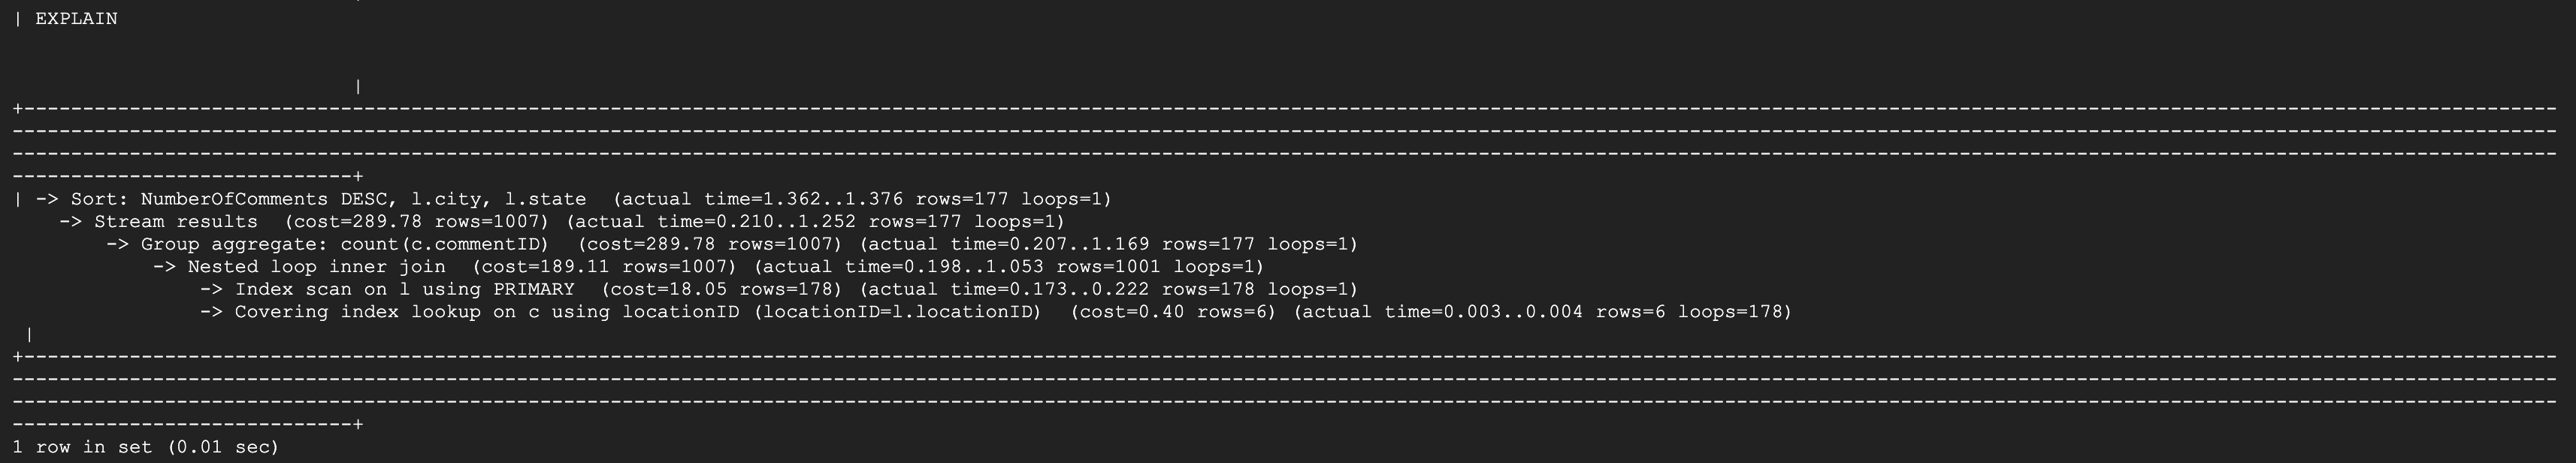 | EXPLAIN
|
+------------------------------------------------------------------------------------------------------------------------------------------------------------------------------------------------------------------------
-------------------------------------------------------------------------------------------------------------------------------------------------------------------------------------------------------------------------
-------------------------------------------------------------------------------------------------------------------------------------------------------------------------------------------------------------------------
-----------------------------+
| -> Sort: NumberOfComments DESC, l.city, l.state  (actual time=1.362..1.376 rows=177 loops=1)
    -> Stream results  (cost=289.78 rows=1007) (actual time=0.210..1.252 rows=177 loops=1)
        -> Group aggregate: count(c.commentID)  (cost=289.78 rows=1007) (actual time=0.207..1.169 rows=177 loops=1)
            -> Nested loop inner join  (cost=189.11 rows=1007) (actual time=0.198..1.053 rows=1001 loops=1)
                -> Index scan on l using PRIMARY  (cost=18.05 rows=178) (actual time=0.173..0.222 rows=178 loops=1)
                -> Covering index lookup on c using locationID (locationID=l.locationID)  (cost=0.40 rows=6) (actual time=0.003..0.004 rows=6 loops=178)
 |
+------------------------------------------------------------------------------------------------------------------------------------------------------------------------------------------------------------------------
-------------------------------------------------------------------------------------------------------------------------------------------------------------------------------------------------------------------------
-------------------------------------------------------------------------------------------------------------------------------------------------------------------------------------------------------------------------
-----------------------------+
1 row in set (0.01 sec)